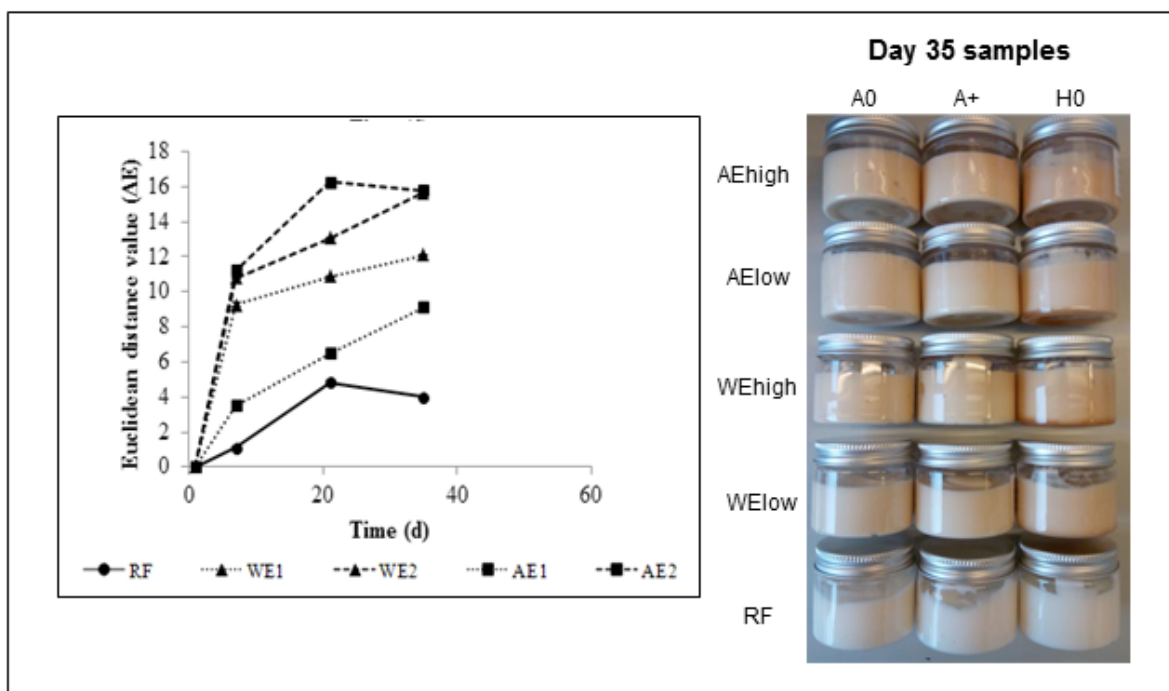 Day 35 samples
A0 A+ H0
AEhigh
AElow
WEhigh
WElow
RF
Euclidean distance value (ΔE)
18
16
14
12
10
8
6
4
2
0
0 20 40 60
Time (d)
RF WE1 WE2 AE1 AE2